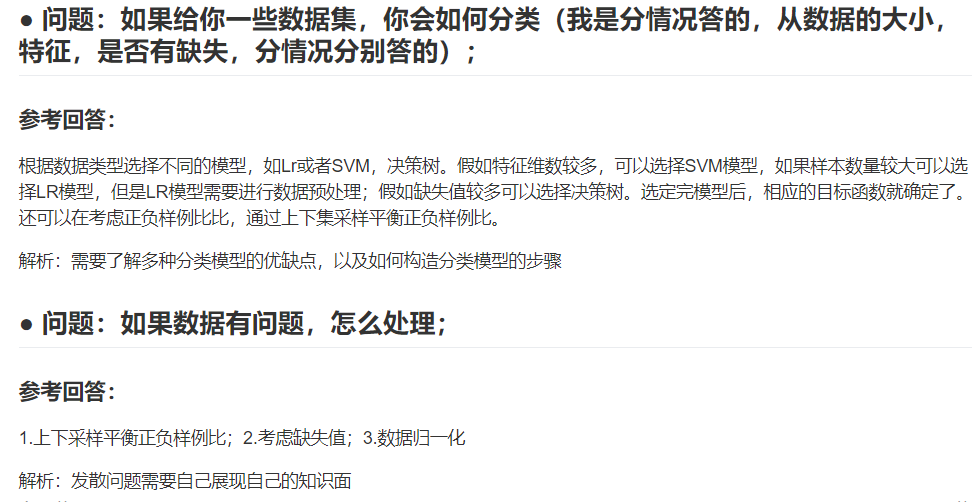 ● 问题：如果给你一些数据集，你会如何分类（我是分情况答的，从数据的大小，
特征，是否有缺失，分情况分别答的）；
参考回答：
根据数据类型选择不同的模型，如Lr或者SVM，决策树。假如特征维数较多，可以选择SVM模型，如果样本数量较大可以选
择LR模型，但是LR模型需要进行数据预处理；假如缺失值较多可以选择决策树。选定完模型后，相应的目标函数就确定了。
还可以在考虑正负样例比比，通过上下集采样平衡正负样例比。
解析：需要了解多种分类模型的优缺点，以及如何构造分类模型的步骤
● 问题：如果数据有问题，怎么处理；
参考回答：
1.上下采样平衡正负样例比；2.考虑缺失值；3.数据归一化
解析：发散问题需要自己展现自己的知识面